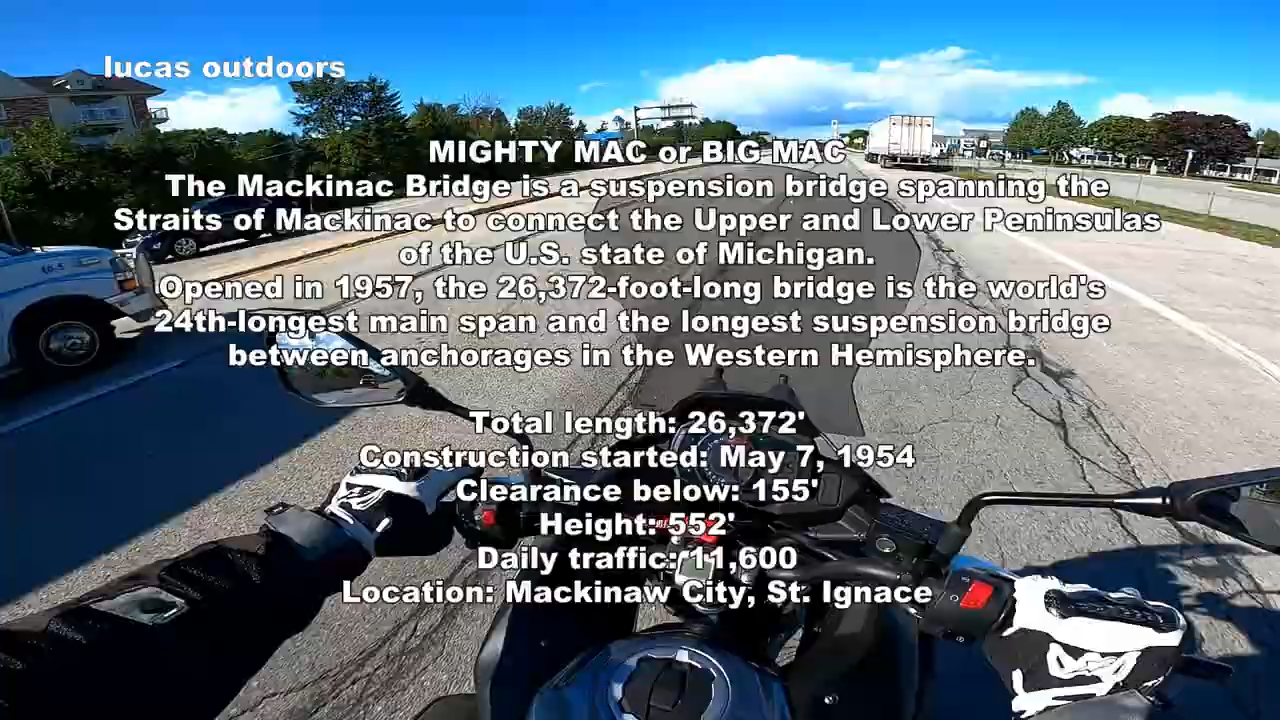 lucas outdoors
MIGHTY MAC or BIG MAC
The Mackinac Bridge is a suspension bridge spanning the
Straits of Mackinac to connect the Upper and Lower Peninsulas
of the U.S. state of Michigan.
Opened in 1957, the 26,372-foot-long bridge is the world's
24th-longest main span and the longest suspension bridge
between anchorages in the Western Hemisphere.
Total length: 26,372'
Construction started: May 7, 1954
Clearance below: 155'
Height: 552'
Daily traffic: 11,600
Location: Mackinaw City, St. Ignace